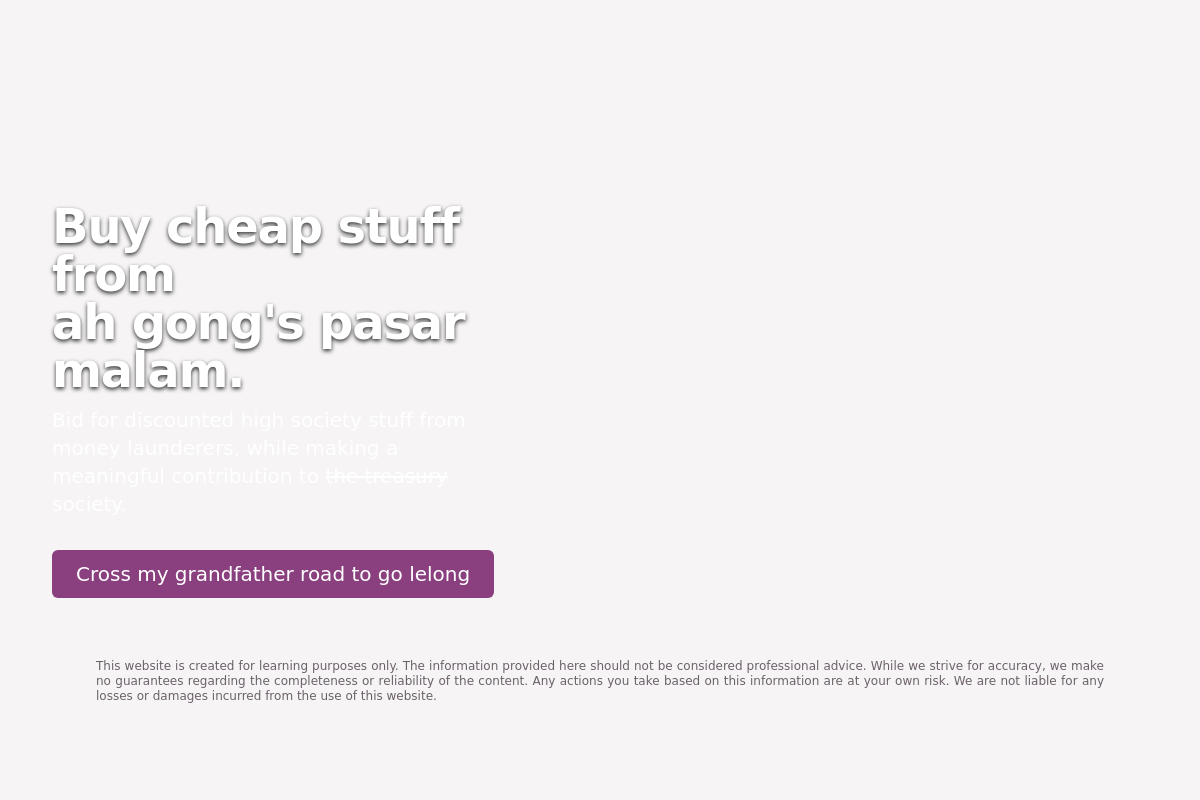 Buy cheap stuff
from
ah gong's pasar
malam.
Bid for discounted high society stuff from
money launderers, while making a
meaningful contribution to the treasury
society.
Cross my grandfather road to go lelong
This website is created for learning purposes only. The information provided here should not be considered professional advice. While we strive for accuracy, we make
no guarantees regarding the completeness or reliability of the content. Any actions you take based on this information are at your own risk. We are not liable for any
losses or damages incurred from the use of this website.